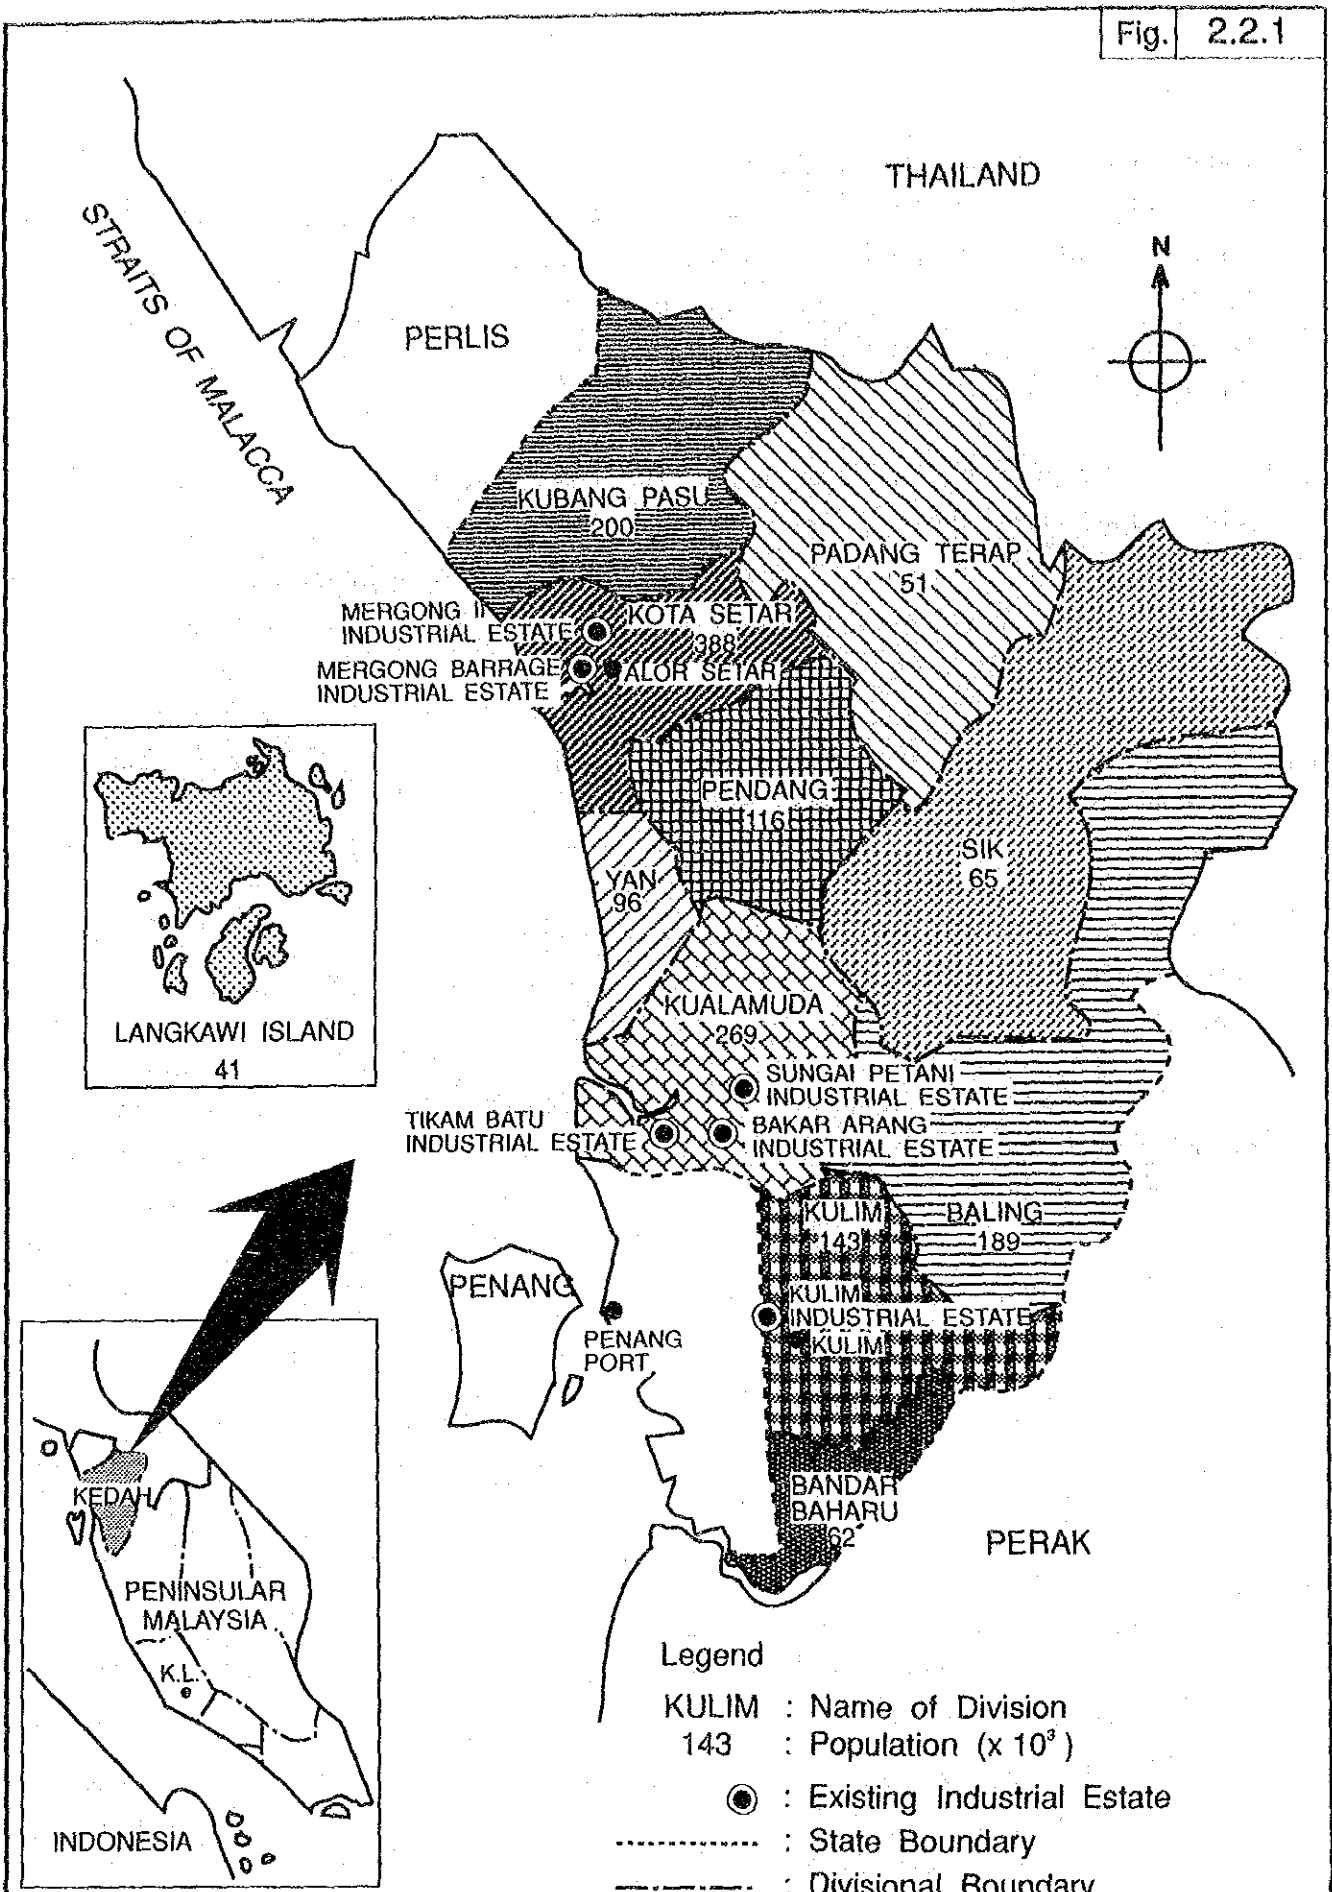 Fig. 2.2.1
THAILAND
N
STRAITS OF MALACCA
PERLIS
KUBANG PASU
200
PADANG TERAP
51
MERGONG II
INDUSTRIAL ESTATE
KOTA SETAR
388
MERGONG BARRAGE
INDUSTRIAL ESTATE
ALOR SETAR
PENDANG
116
SIK
65
YAN
96
LANGKAWI ISLAND
41
KUALAMUDA
269
SUNGAI PETANI
INDUSTRIAL ESTATE
TIKAM BATU
INDUSTRIAL ESTATE
BAKAR ARANG
INDUSTRIAL ESTATE
KULIM
143
BALING
189
PENANG
PENANG
PORT
KULIM
INDUSTRIAL ESTATE
KULIM
BANDAR
BAHARU
62
PERAK
KEDAH
PENINSULAR
MALAYSIA
K.L.
INDONESIA
Legend
KULIM : Name of Division
143 : Population (x 10³)
: Existing Industrial Estate
: State Boundary
: Divisional Boundary